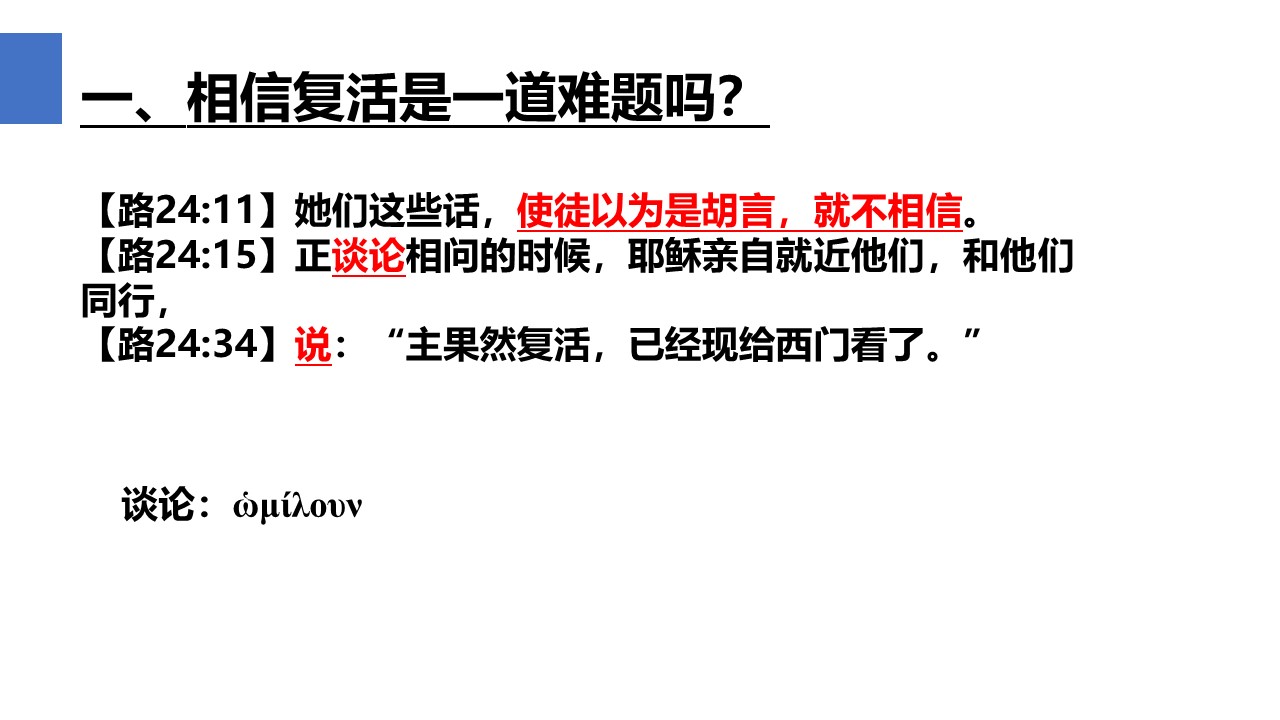 一、相信复活是一道难题吗？
【路24:11】她们这些话，使徒以为是胡言，就不相信。
【路24:15】正谈论相问的时候，耶稣亲自就近他们，和他们
同行，
【路24:34】说：“主果然复活，已经现给西门看了。”
谈论：ὡμίλουν